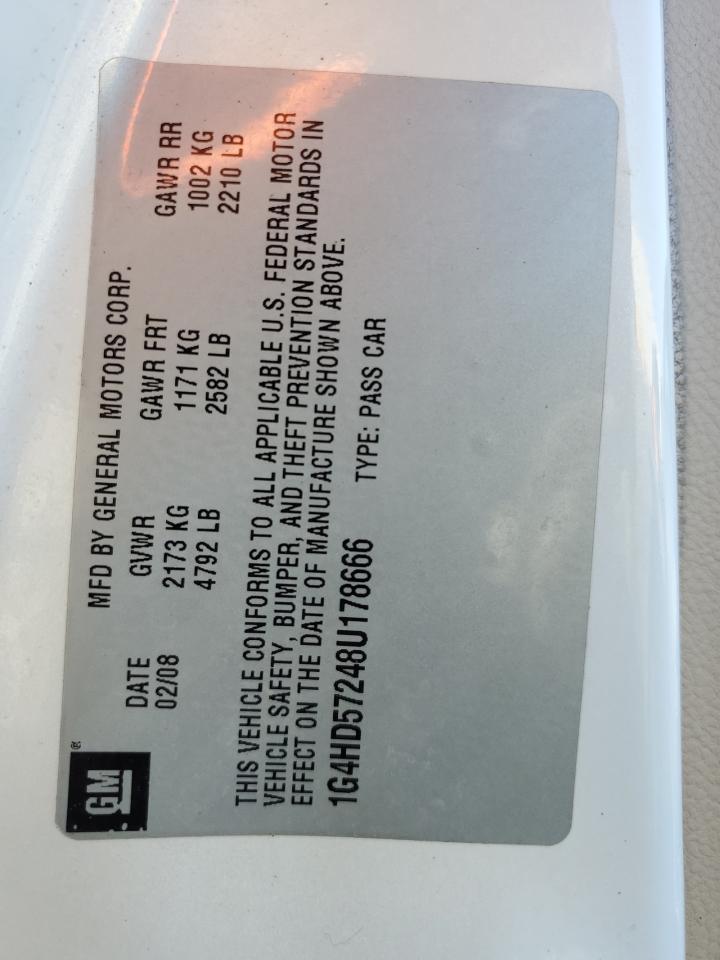 GM®
MFD BY GENERAL MOTORS CORP.
DATE GVWR GAWR FRT GAWR RR
02/08 2173 KG 1171 KG 1002 KG
4792 LB 2582 LB 2210 LB
THIS VEHICLE CONFORMS TO ALL APPLICABLE U.S. FEDERAL MOTOR
VEHICLE SAFETY, BUMPER, AND THEFT PREVENTION STANDARDS IN
EFFECT ON THE DATE OF MANUFACTURE SHOWN ABOVE.
1G4HD57248U178666 TYPE: PASS CAR